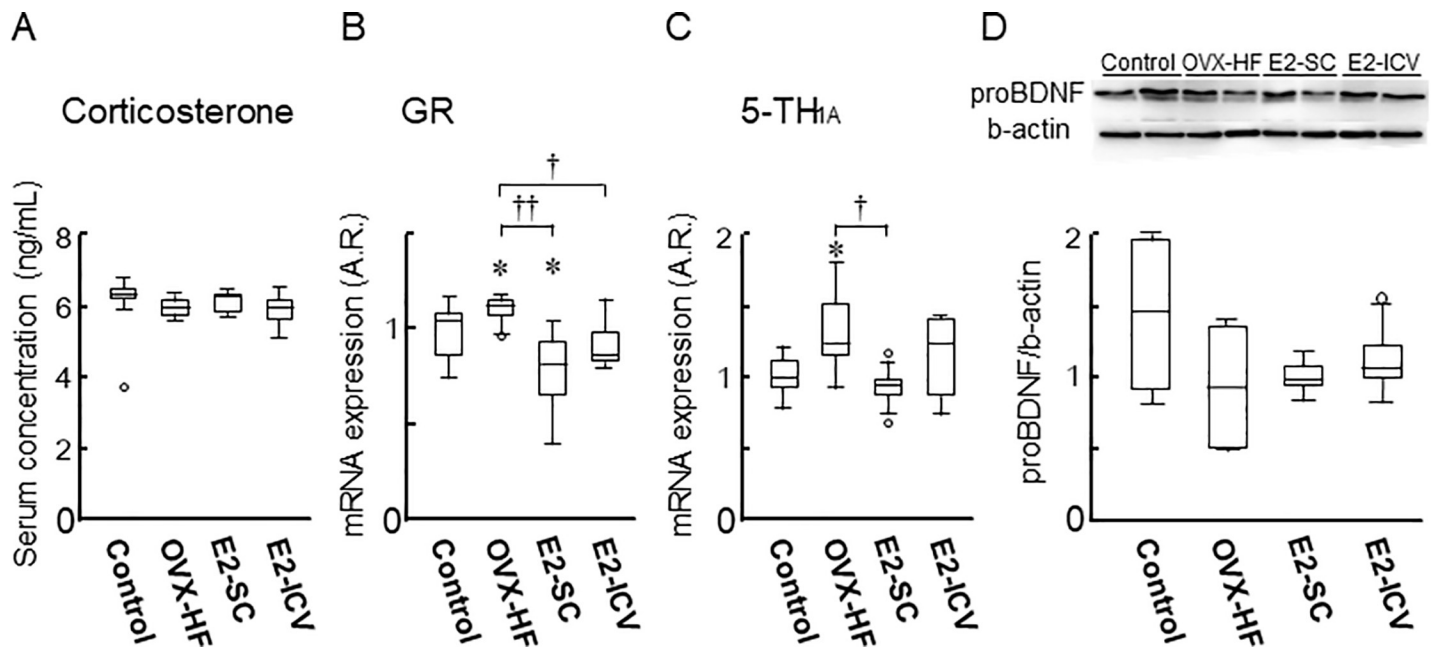 A
Corticosterone
Serum concentration (ng/mL)
8
6
4
2
0
Control
OVX-HF
E2-SC
E2-ICV
B
GR
mRNA expression (A.R.)
1
0
†
††
*
*
Control
OVX-HF
E2-SC
E2-ICV
C
5-TH1A
mRNA expression (A.R.)
2
1
0
†
*
Control
OVX-HF
E2-SC
E2-ICV
D
Control OVX-HF E2-SC E2-ICV
proBDNF
b-actin
proBDNF/b-actin
2
1
0
Control
OVX-HF
E2-SC
E2-ICV